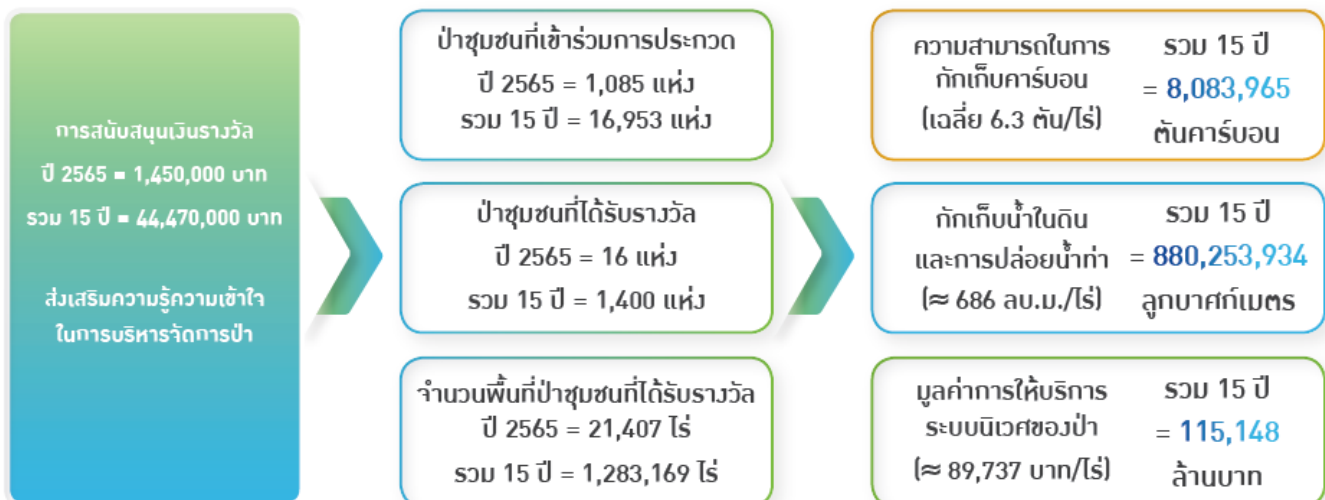 การสนับสนุนเงินรางวัล
ปี 2565 = 1,450,000 บาท
รวม 15 ปี = 44,470,000 บาท
ส่งเสริมความรู้ความเข้าใจ
ในการบริหารจัดการป่า
ป่าชุมชนที่เข้าร่วมการประกวด
ปี 2565 = 1,085 แห่ง
รวม 15 ปี = 16,953 แห่ง
ป่าชุมชนที่ได้รับรางวัล
ปี 2565 = 16 แห่ง
รวม 15 ปี = 1,400 แห่ง
จำนวนพื้นที่ป่าชุมชนที่ได้รับรางวัล
ปี 2565 = 21,407 ไร่
รวม 15 ปี = 1,283,169 ไร่
ความสามารถในการ
กักเก็บคาร์บอน
(เฉลี่ย 6.3 ตัน/ไร่)
รวม 15 ปี
= 8,083,965
ตันคาร์บอน
กักเก็บน้ำในดิน
และการปล่อยน้ำท่า
(≈ 686 ลบ.ม./ไร่)
รวม 15 ปี
= 880,253,934
ลูกบาศก์เมตร
มูลค่าการให้บริการ
ระบบนิเวศของป่า
(≈ 89,737 บาท/ไร่)
รวม 15 ปี
= 115,148
ล้านบาท